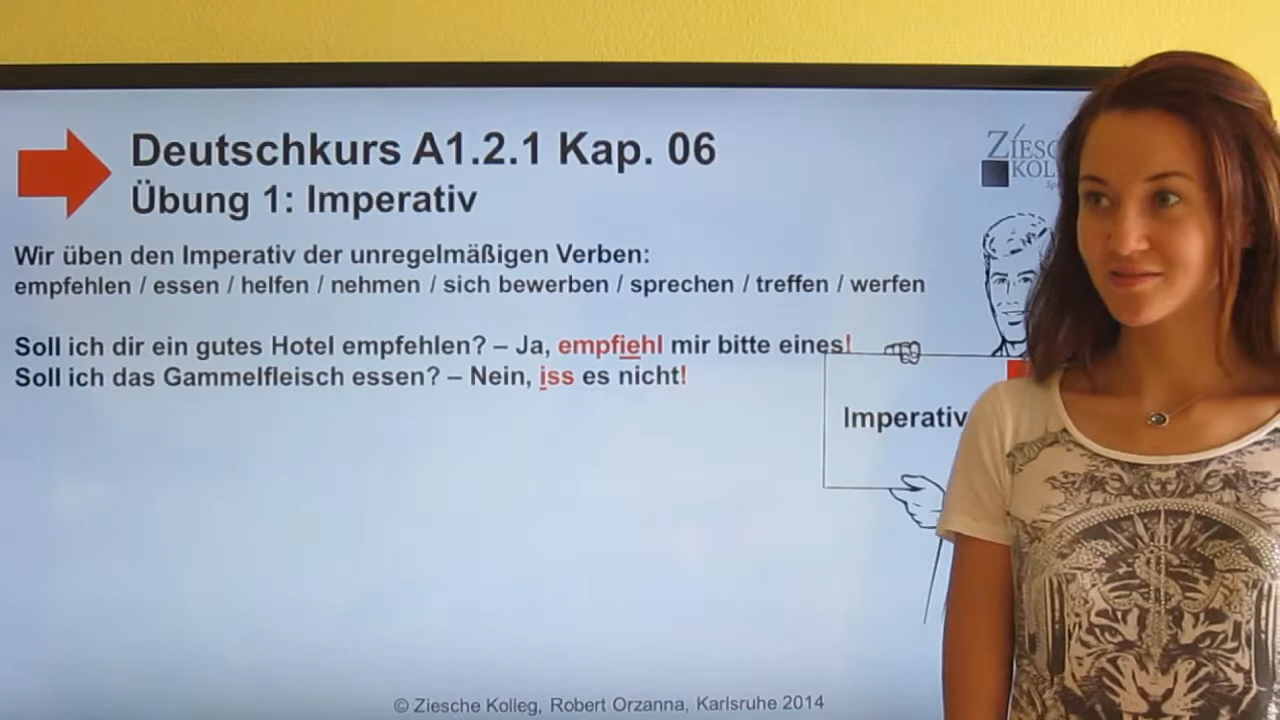 Deutschkurs A1.2.1 Kap. 06
Übung 1: Imperativ
Wir üben den Imperativ der unregelmäßigen Verben:
empfehlen / essen / helfen / nehmen / sich bewerben / sprechen / treffen / werfen
Soll ich dir ein gutes Hotel empfehlen? – Ja, empfiehl mir bitte eines!
Soll ich das Gammelfleisch essen? – Nein, iss es nicht!
Imperativ
© Ziesche Kolleg, Robert Orzanna, Karlsruhe 2014